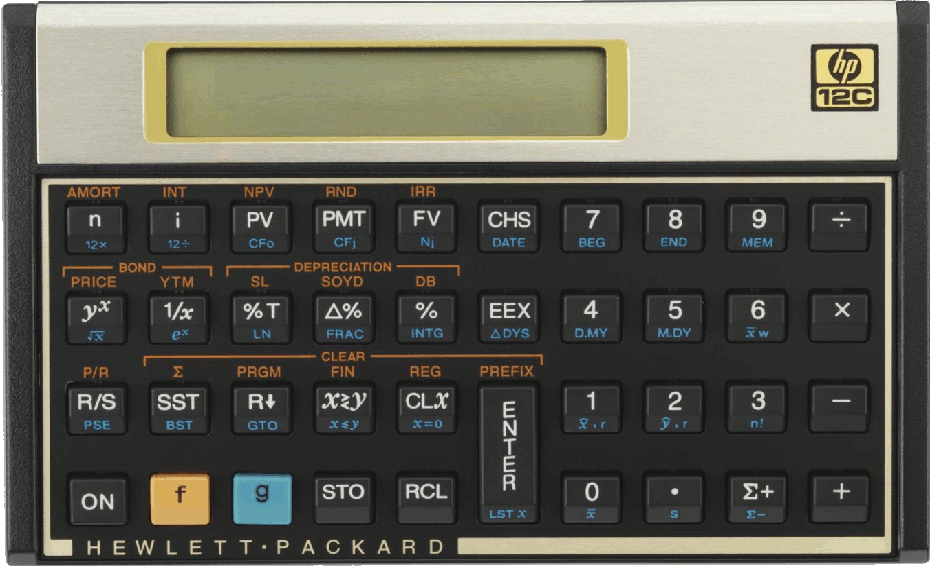 hp
12C
AMORT INT NPV RND IRR
n i PV PMT FV CHS 7 8 9 ÷
12× 12÷ CFo CFj Nj DATE BEG END MEM
BOND DEPRECIATION
PRICE YTM SL SOYD DB
yˣ 1/x %T Δ% % EEX 4 5 6 ×
√x eˣ LN FRAC INTG ΔDYS D.MY M.DY x̄w
CLEAR
P/R Σ PRGM FIN REG PREFIX
R/S SST R↓ x≷y CLx ENTER 1 2 3 −
PSE BST GTO x≤y x=0 x̂,r ŷ,r n!
ON f g STO RCL 0 • Σ+ +
LST x x̄ s Σ−
HEWLETT·PACKARD